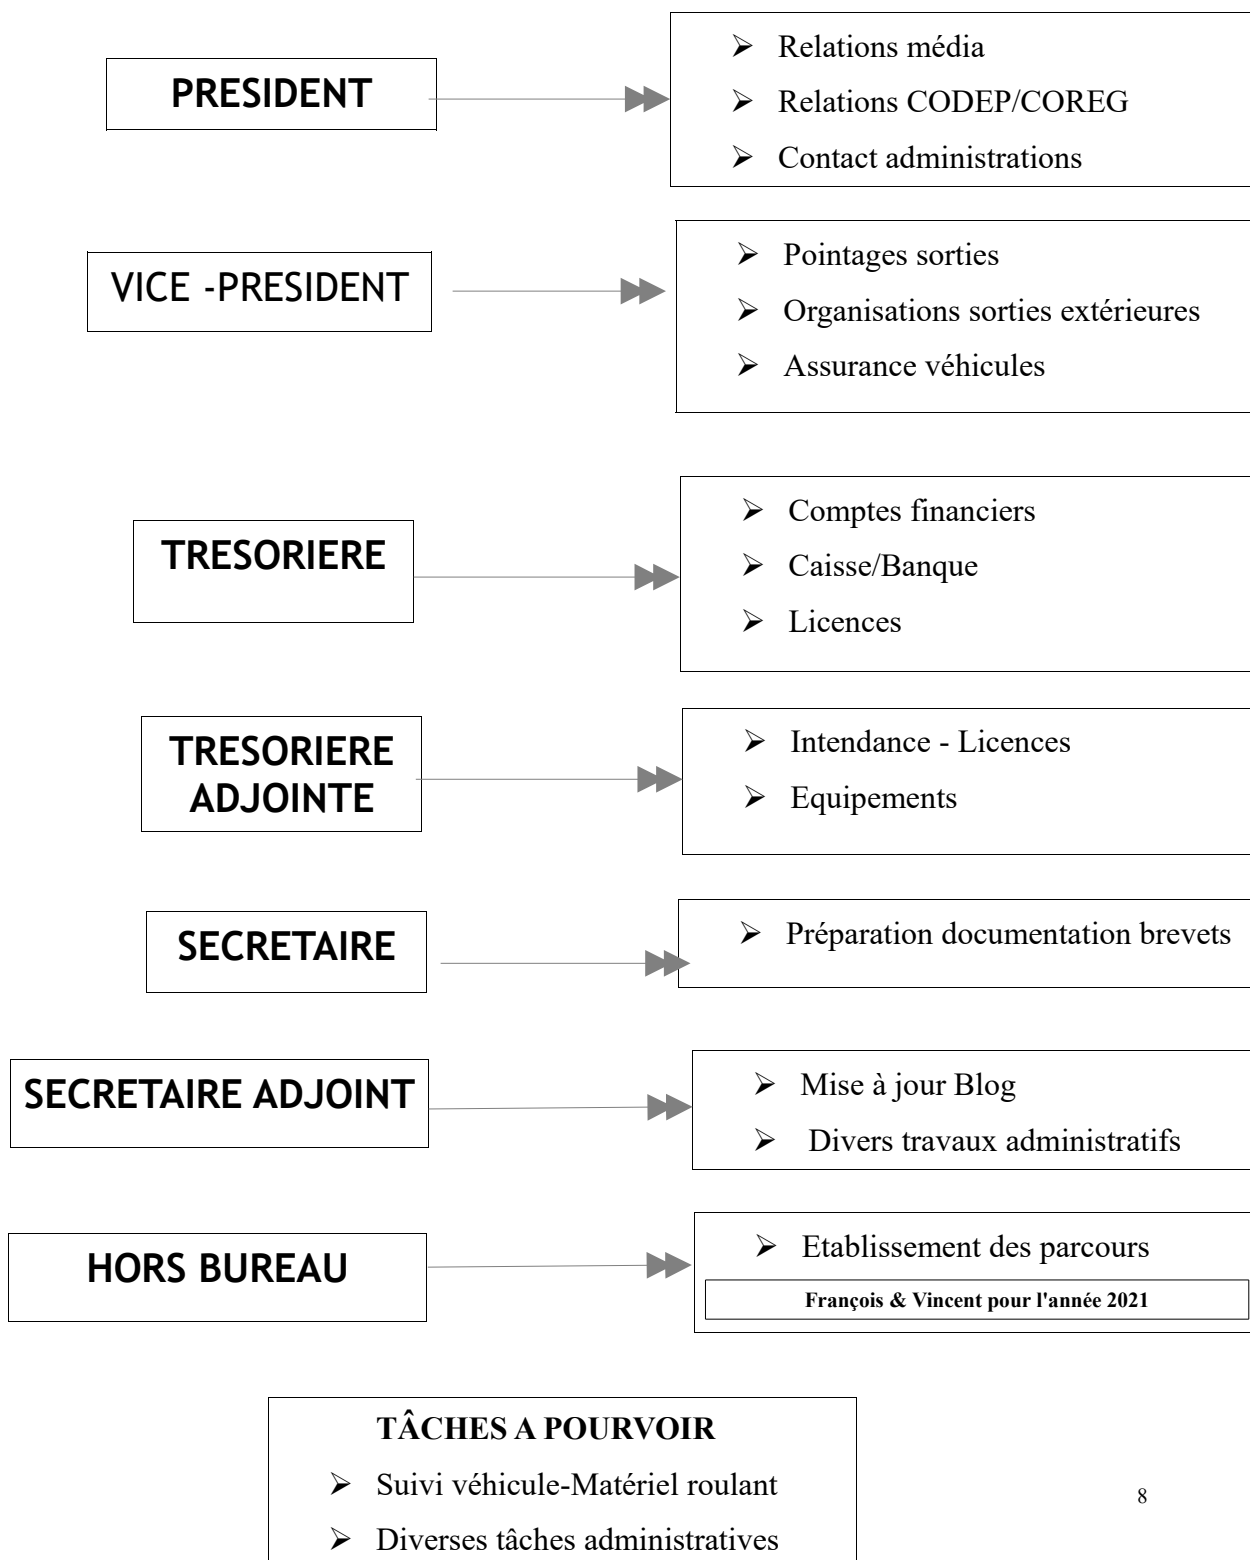 PRESIDENT
➢ Relations média
➢ Relations CODEP/COREG
➢ Contact administrations
VICE -PRESIDENT
➢ Pointages sorties
➢ Organisations sorties extérieures
➢ Assurance véhicules
TRESORIERE
➢ Comptes financiers
➢ Caisse/Banque
➢ Licences
TRESORIERE
ADJOINTE
➢ Intendance - Licences
➢ Equipements
SECRETAIRE
➢ Préparation documentation brevets
SECRETAIRE ADJOINT
➢ Mise à jour Blog
➢ Divers travaux administratifs
HORS BUREAU
➢ Etablissement des parcours
François & Vincent pour l'année 2021
TÂCHES A POURVOIR
➢ Suivi véhicule-Matériel roulant
➢ Diverses tâches administratives
8